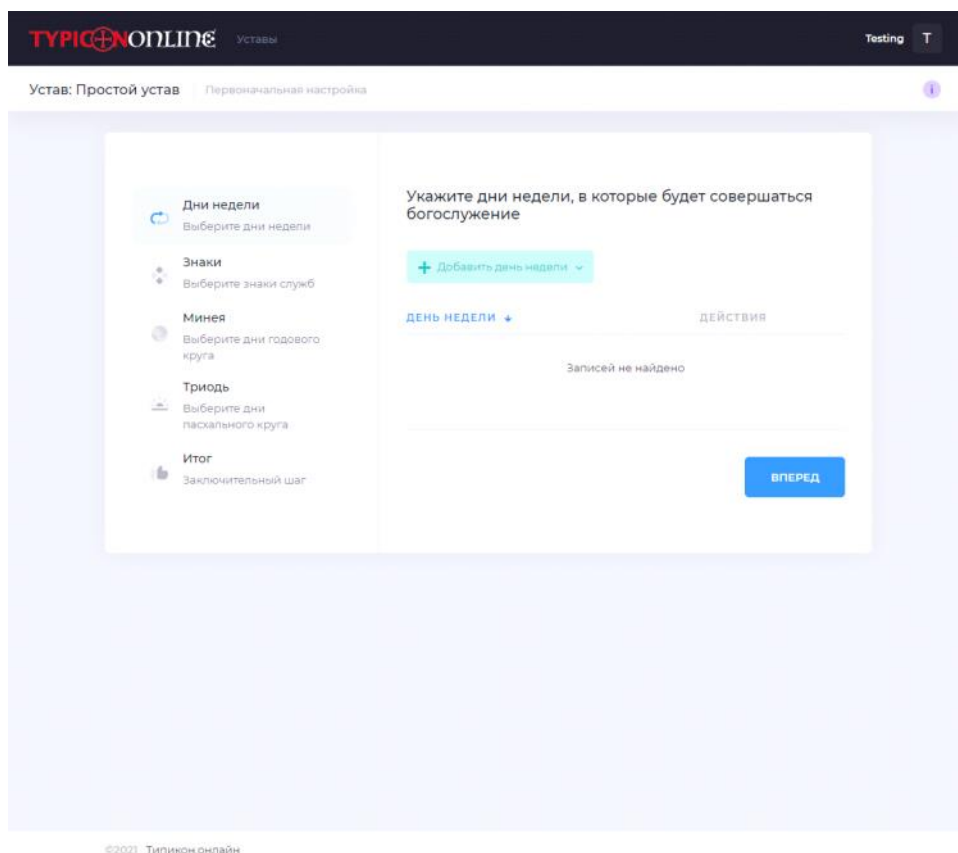 TYPICONONLINE Уставы Testing T
Устав: Простой устав Первоначальная настройка i
Дни недели
Выберите дни недели
Знаки
Выберите знаки служб
Минея
Выберите дни годового
круга
Триодь
Выберите дни
пасхального круга
Итог
Заключительный шаг
Укажите дни недели, в которые будет совершаться
богослужение
+ Добавить день недели
ДЕНЬ НЕДЕЛИ ДЕЙСТВИЯ
Записей не найдено
ВПЕРЕД
©2021 Типикон.онлайн